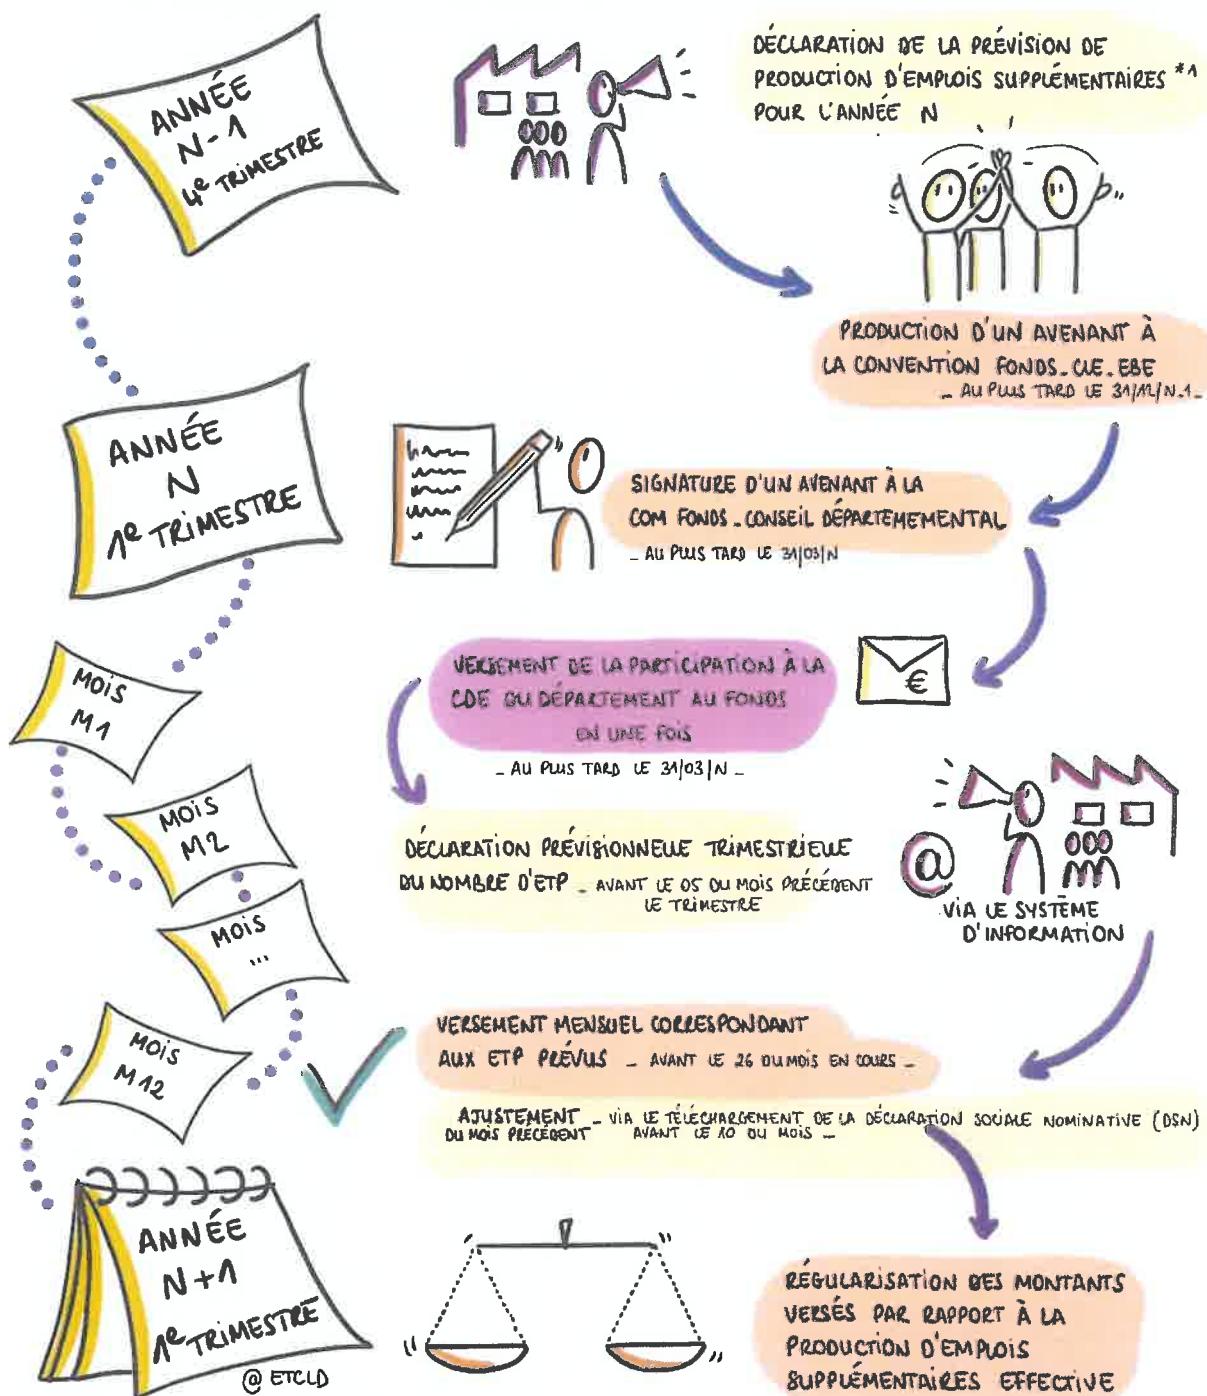 ANNÉE
N-1
4e TRIMESTRE
DÉCLARATION DE LA PRÉVISION DE
PRODUCTION D'EMPLOIS SUPPLÉMENTAIRES *1
POUR L'ANNÉE N
PRODUCTION D'UN AVENANT À
LA CONVENTION FONDS_CLE_EBE
_ AU PLUS TARD LE 31/12/N-1_
ANNÉE
N
1e TRIMESTRE
SIGNATURE D'UN AVENANT À LA
COM FONDS_CONSEIL DÉPARTEMEMENTAL
_ AU PLUS TARD LE 31/03/N
MOIS
M1
VERSEMENT DE LA PARTICIPATION À LA
CDE DU DÉPARTEMENT AU FONDS
EN UNE FOIS
_ AU PLUS TARD LE 31/03/N _
€
MOIS
M2
DÉCLARATION PRÉVISIONNELLE TRIMESTRIELLE
DU NOMBRE D'ETP _ AVANT LE 05 DU MOIS PRÉCÉDENT
LE TRIMESTRE
@
VIA LE SYSTÈME
D'INFORMATION
MOIS
...
MOIS
M12
VERSEMENT MENSUEL CORRESPONDANT
AUX ETP PRÉVUS _ AVANT LE 26 DU MOIS EN COURS _
AJUSTEMENT _ VIA LE TÉLÉCHARGEMENT DE LA DÉCLARATION SOCIALE NOMINATIVE (DSN)
DU MOIS PRÉCÉDENT AVANT LE 10 DU MOIS _
ANNÉE
N+1
1e TRIMESTRE
@ ETCLD
RÉGULARISATION DES MONTANTS
VERSÉS PAR RAPPORT À LA
PRODUCTION D'EMPLOIS
SUPPLÉMENTAIRES EFFECTIVE